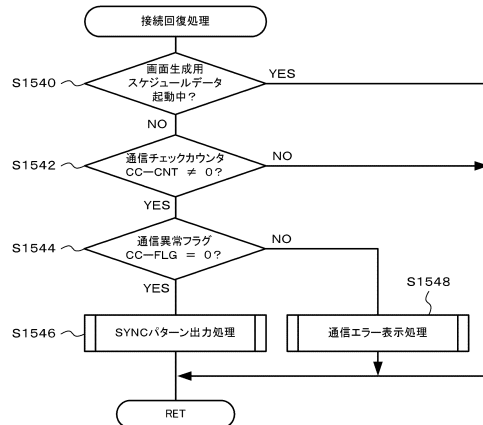 接続回復処理
S1540
画面生成用
スケジュールデータ
起動中?
YES
NO
S1542
通信チェックカウンタ
CC−CNT ≠ 0?
NO
YES
S1544
通信異常フラグ
CC−FLG = 0?
NO
YES
S1548
S1546
SYNCパターン出力処理
通信エラー表示処理
RET